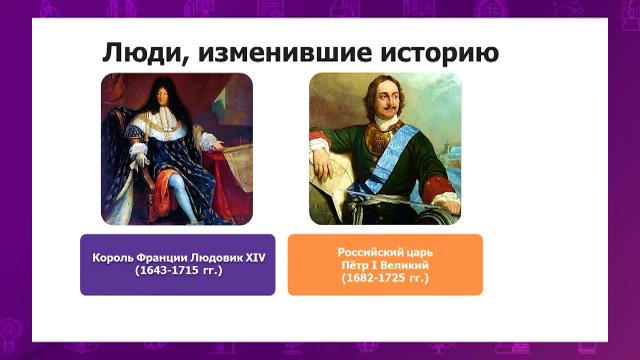 Люди, изменившие историю
Король Франции Людовик XIV
(1643-1715 гг.)
Российский царь
Пётр I Великий
(1682-1725 гг.)